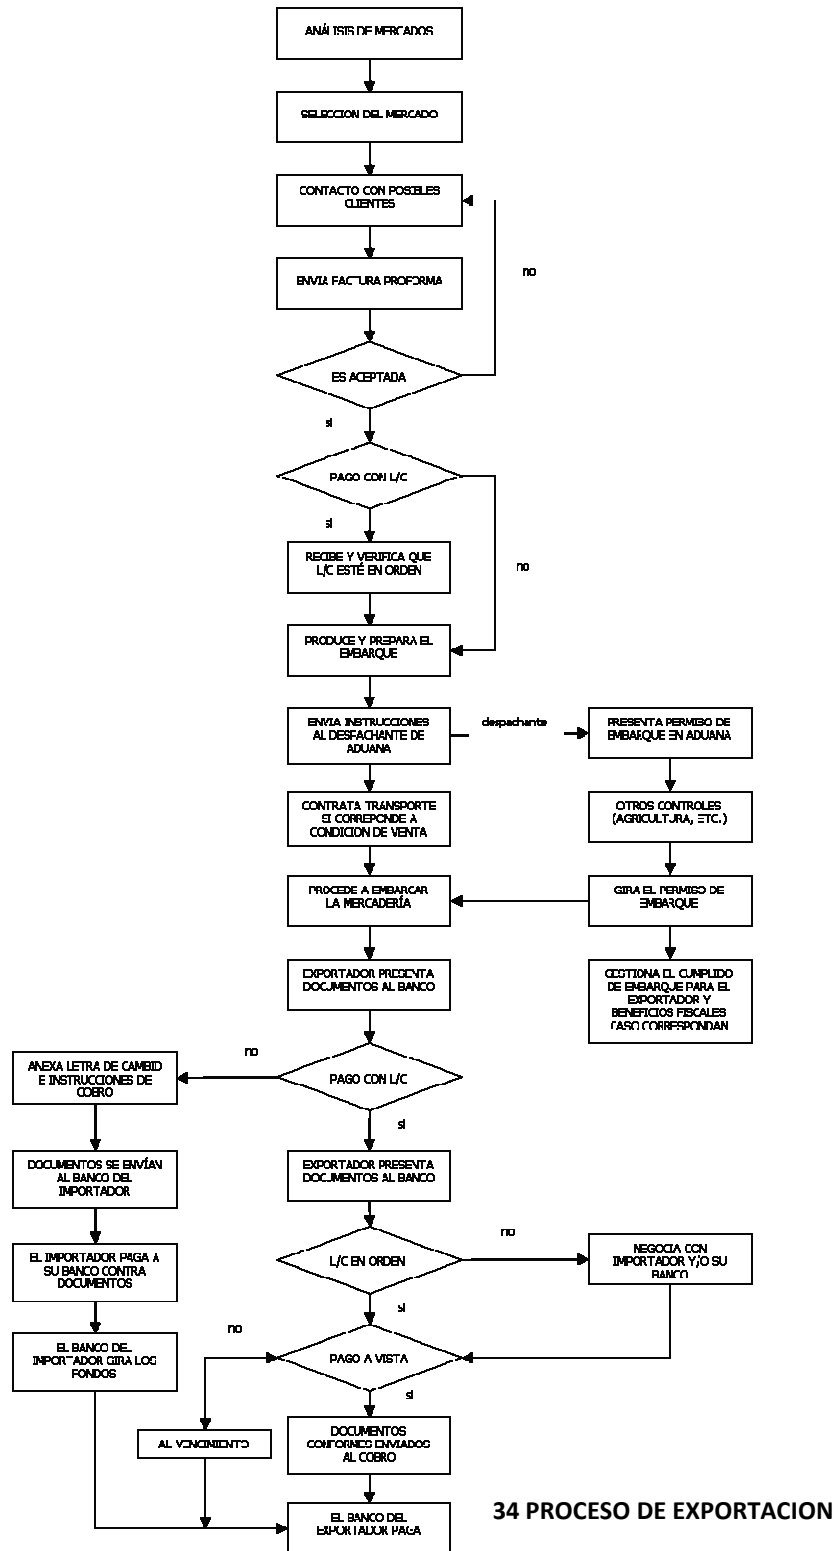 ANÁLISIS DE MERCADOS
SELECCION DEL MERCADO
CONTACTO CON POSIBLES
CLIENTES
ENVIA FACTURA PROFORMA
no
ES ACEPTADA
si
PAGO CON L/C
si
RECIBE Y VERIFICA QUE
L/C ESTÉ EN ORDEN
no
PRODUCE Y PREPARA EL
EMBARQUE
ENVIA INSTRUCCIONES
AL DESPACHANTE DE
ADUANA
despachante
PRESENTA PERMISO DE
EMBARQUE EN ADUANA
CONTRATA TRANSPORTE
SI CORREPONDE A
CONDICION DE VENTA
OTROS CONTROLES
(AGRICULTURA, ETC.)
PROCEDE A EMBARCAR
LA MERCADERÍA
GIRA EL PERMISO DE
EMBARQUE
EXPORTADOR PRESENTA
DOCUMENTOS AL BANCO
GESTIONA EL CUMPLIDO
DE EMBARQUE PARA EL
EXPORTADOR Y
BENEFICIOS FISCALES
CASO CORRESPONDAN
no
PAGO CON L/C
ANEXA LETRA DE CAMBIO
E INSTRUCCIONES DE
COBRO
si
DOCUMENTOS SE ENVÍAN
AL BANCO DEL
IMPORTADOR
EXPORTADOR PRESENTA
DOCUMENTOS AL BANCO
no
L/C EN ORDEN
NEGOCIA CON
IMPORTADOR Y/O SU
BANCO
EL IMPORTADOR PAGA A
SU BANCO CONTRA
DOCUMENTOS
si
no
PAGO A VISTA
EL BANCO DEL
IMPORTADOR GIRA LOS
FONDOS
si
AL VENCIMIENTO
DOCUMENTOS
CONFORMES ENVIADOS
AL COBRO
EL BANCO DEL
EXPORTADOR PAGA
34 PROCESO DE EXPORTACION